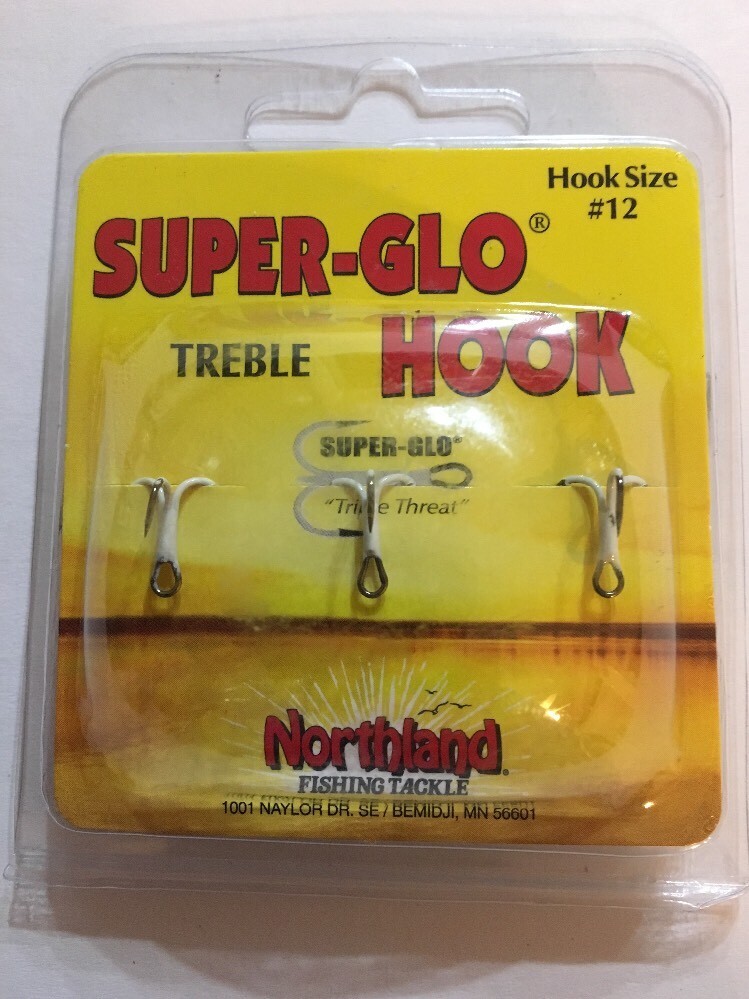 Hook Size
#12
SUPER-GLO®
TREBLE HOOK
SUPER-GLO®
"Triple Threat"
Northland®
FISHING TACKLE
1001 NAYLOR DR. SE / BEMIDJI, MN 56601